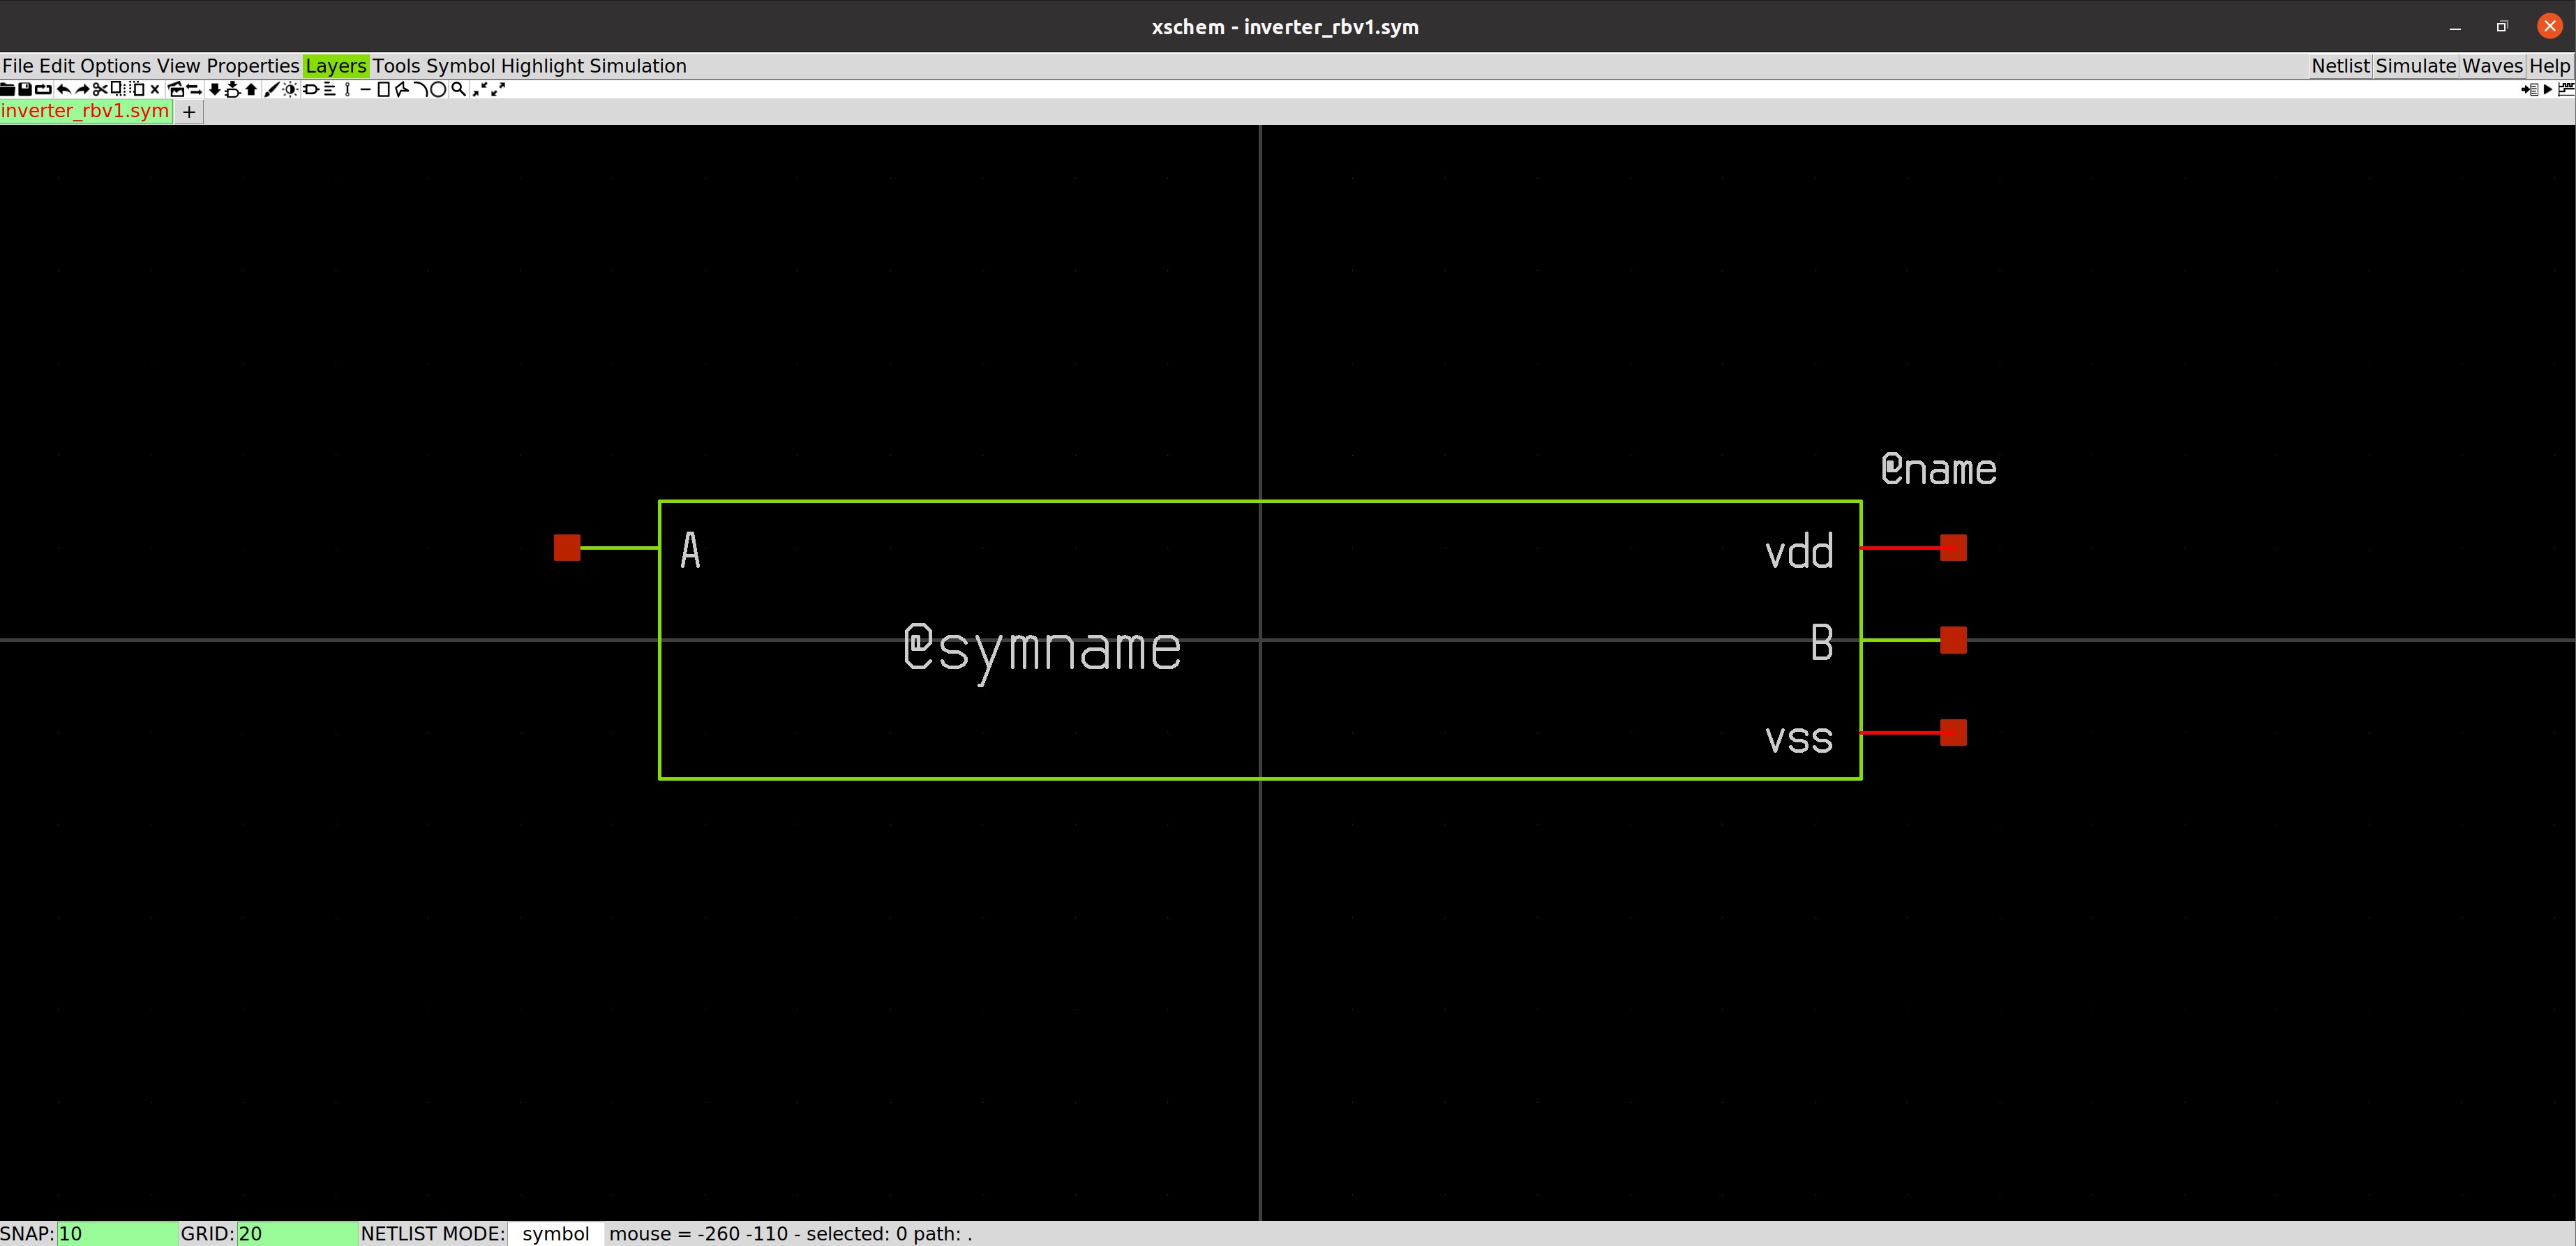 xschem - inverter_rbv1.sym
File Edit Options View Properties Layers Tools Symbol Highlight Simulation Netlist Simulate Waves Help
inverter_rbv1.sym +
@name
A vdd
@symname B
vss
SNAP: 10 GRID: 20 NETLIST MODE: symbol mouse = -260 -110 - selected: 0 path: .